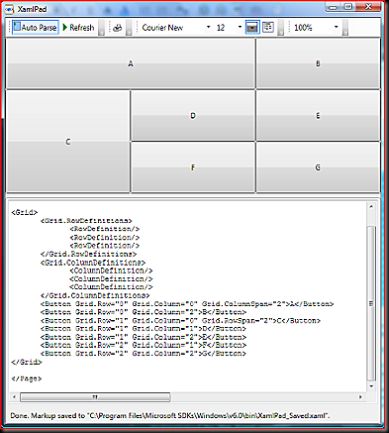 XamlPad
Auto Parse Refresh Courier New 12 100%
A B
C D E
F G
<Grid>
<Grid.RowDefinitions>
<RowDefinition/>
<RowDefinition/>
<RowDefinition/>
</Grid.RowDefinitions>
<Grid.ColumnDefinitions>
<ColumnDefinition/>
<ColumnDefinition/>
<ColumnDefinition/>
</Grid.ColumnDefinitions>
<Button Grid.Row="0" Grid.Column="0" Grid.ColumnSpan="2">A</Button>
<Button Grid.Row="0" Grid.Column="2">B</Button>
<Button Grid.Row="1" Grid.Column="0" Grid.RowSpan="2">C</Button>
<Button Grid.Row="1" Grid.Column="1">D</Button>
<Button Grid.Row="1" Grid.Column="2">E</Button>
<Button Grid.Row="2" Grid.Column="1">F</Button>
<Button Grid.Row="2" Grid.Column="2">G</Button>
</Grid>
</Page>
Done. Markup saved to "C:\Program Files\Microsoft SDKs\Windows\v6.0\bin\XamlPad_Saved.xaml".